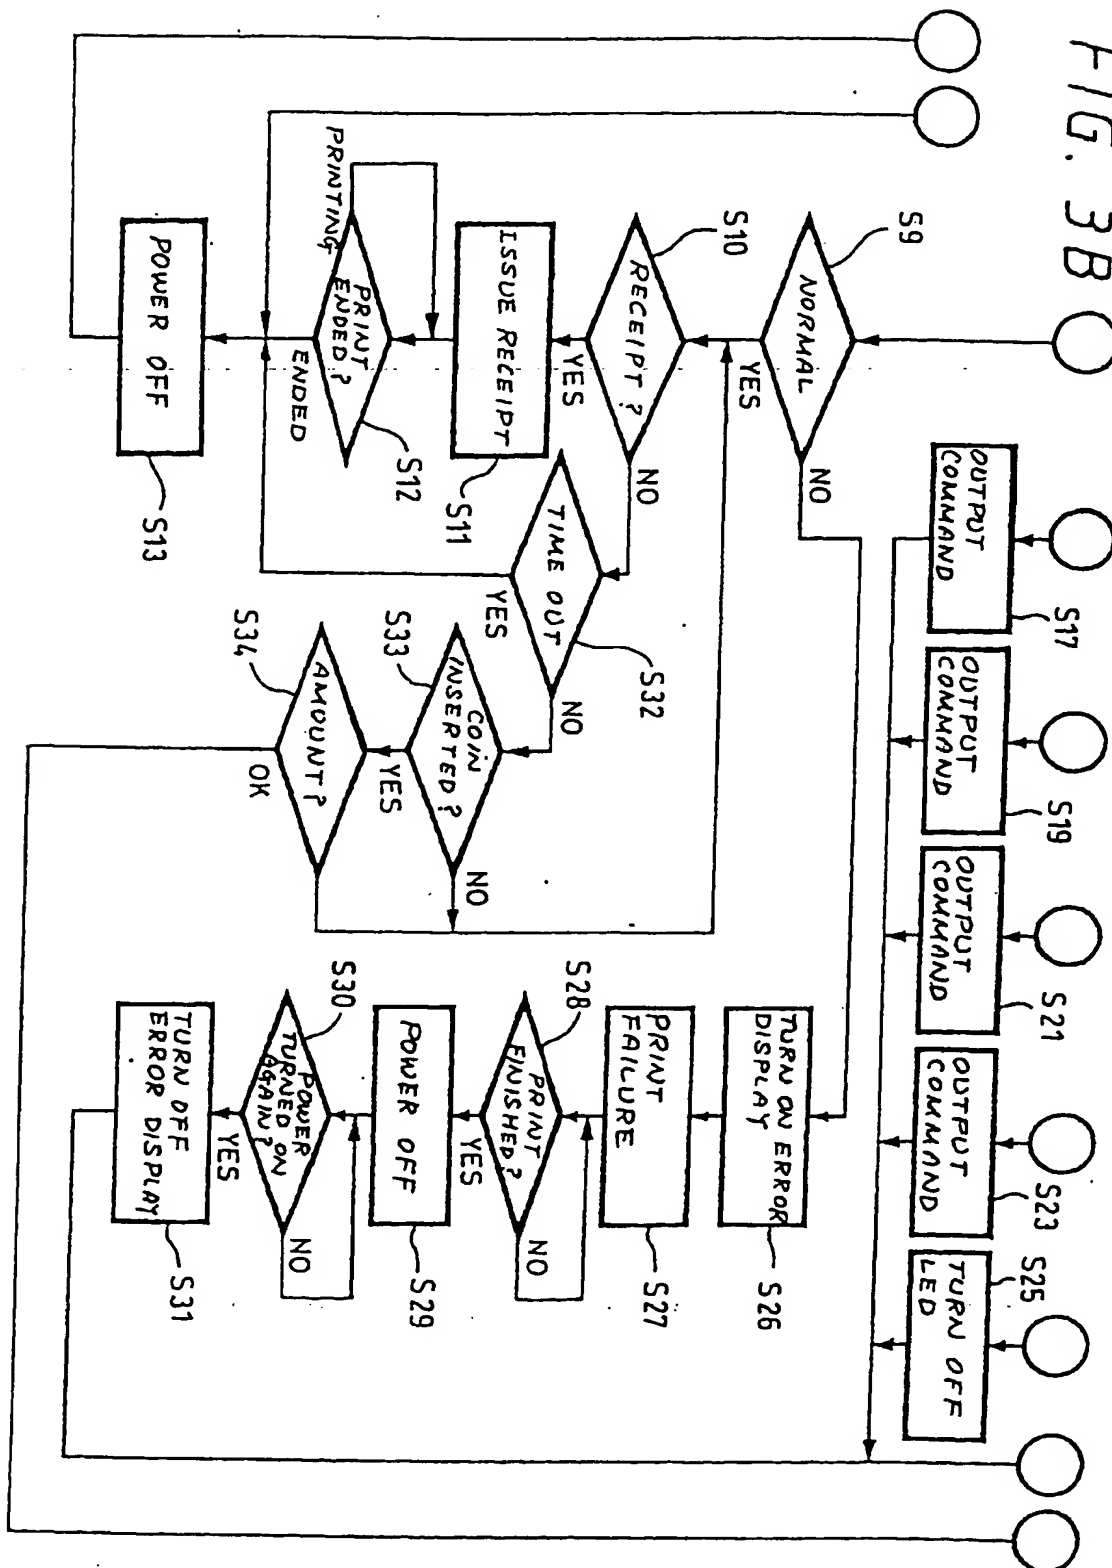 FIG. 3B
S9
NORMAL
YES
NO
S10
RECEIPT?
YES
NO
ISSUE RECEIPT
S11
PRINTING
PRINT
ENDED?
ENDED
S12
POWER OFF
S13
TIME OUT
YES
NO
S32
S33
COIN
INSERTED?
YES
NO
S34
AMOUNT?
OK
OUTPUT
COMMAND
S17
OUTPUT
COMMAND
S19
OUTPUT
COMMAND
S21
OUTPUT
COMMAND
S23
S25
TURN OFF
LED
TURN ON ERROR
DISPLAY
S26
PRINT
FAILURE
S27
S28
PRINT
FINISHED?
YES
NO
POWER OFF
S29
S30
POWER
TURNED ON
AGAIN?
YES
NO
TURN OFF
ERROR DISPLAY
S31